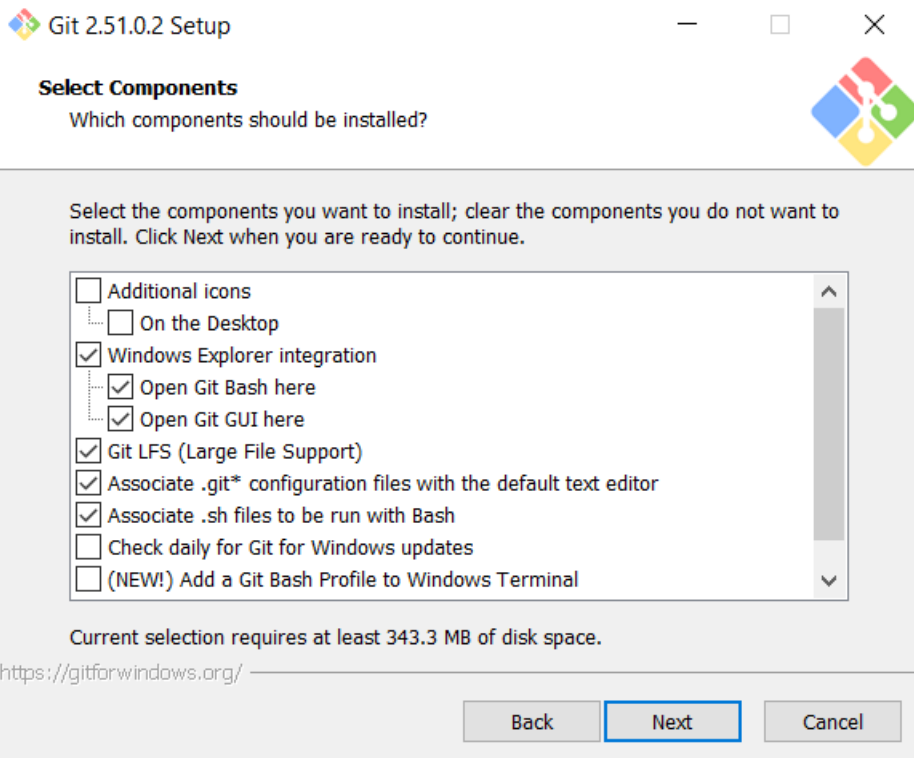 Git 2.51.0.2 Setup
Select Components
Which components should be installed?
Select the components you want to install; clear the components you do not want to
install. Click Next when you are ready to continue.
Additional icons
On the Desktop
Windows Explorer integration
Open Git Bash here
Open Git GUI here
Git LFS (Large File Support)
Associate .git* configuration files with the default text editor
Associate .sh files to be run with Bash
Check daily for Git for Windows updates
(NEW!) Add a Git Bash Profile to Windows Terminal
Current selection requires at least 343.3 MB of disk space.
https://gitforwindows.org/
Back Next Cancel